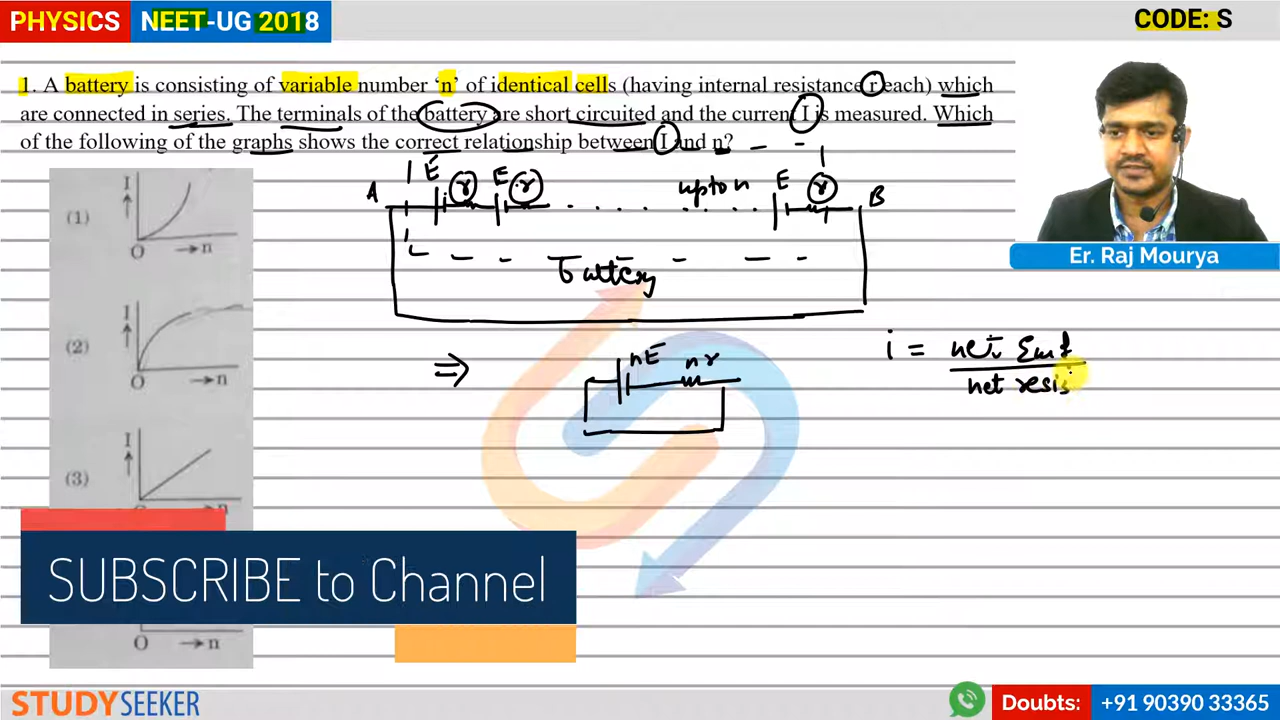 PHYSICS NEET-UG 2018
CODE: S
1. A battery is consisting of variable number ‘n’ of identical cells (having internal resistance r each) which
are connected in series. The terminals of the battery are short circuited and the current I is measured. Which
of the following of the graphs shows the correct relationship between I and n?
A E r E r upto n E r B
battery
(1) I O n
(2) I O n
(3) I n
O n
⇒ nE nr
i = net Emf
net resis
Er. Raj Mourya
SUBSCRIBE to Channel
STUDY SEEKER
Doubts: +91 90390 33365